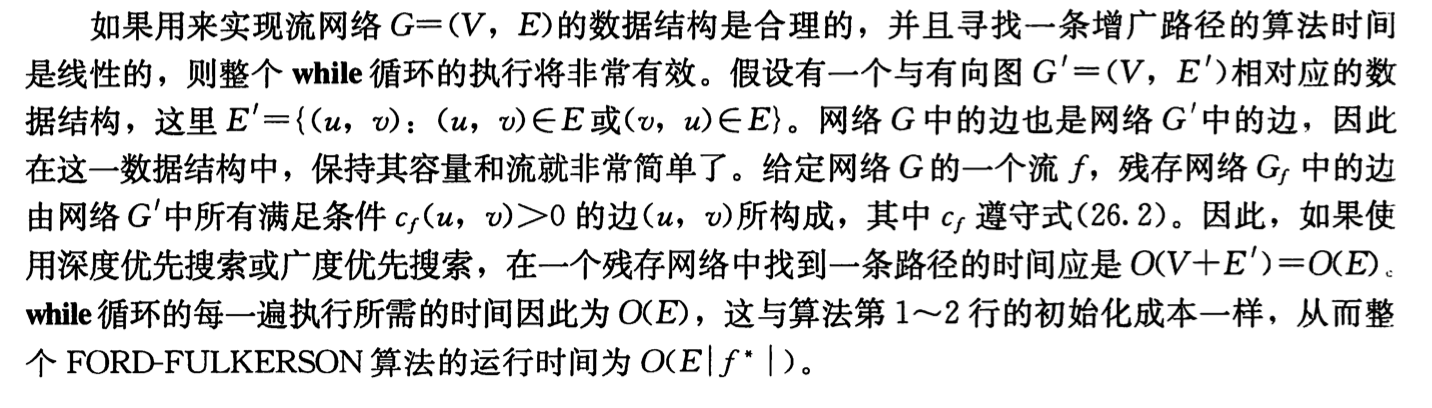 如果用来实现流网络 G=(V，E)的数据结构是合理的，并且寻找一条增广路径的算法时间
是线性的，则整个 while 循环的执行将非常有效。假设有一个与有向图 G′=(V，E′)相对应的数
据结构，这里 E′={(u，v)：(u，v)∈E 或(v，u)∈E}。网络 G 中的边也是网络 G′中的边，因此
在这一数据结构中，保持其容量和流就非常简单了。给定网络 G 的一个流 f，残存网络 Gf 中的边
由网络 G′中所有满足条件 cf(u，v)>0 的边(u，v)所构成，其中 cf 遵守式(26.2)。因此，如果使
用深度优先搜索或广度优先搜索，在一个残存网络中找到一条路径的时间应是 O(V+E′)=O(E)。
while 循环的每一遍执行所需的时间因此为 O(E)，这与算法第 1～2 行的初始化成本一样，从而整
个 FORD-FULKERSON 算法的运行时间为 O(E|f*|)。